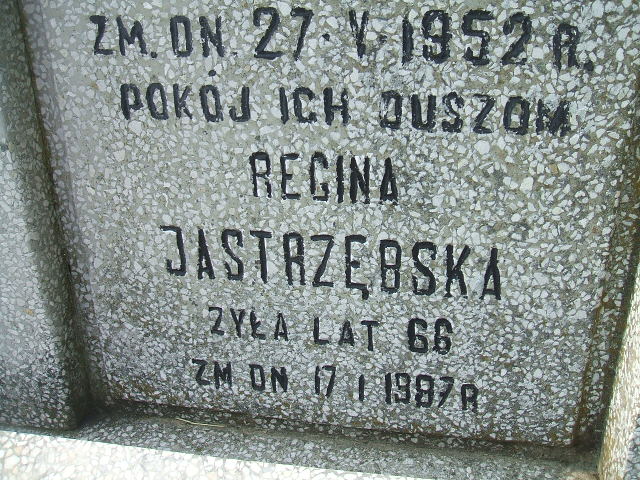 ZM. DN. 27·V·1952 R.
POKÓJ ICH DUSZOM
REGINA
JASTRZĘBSKA
ŻYŁA LAT 66
ZM DN 17 I 1987 R